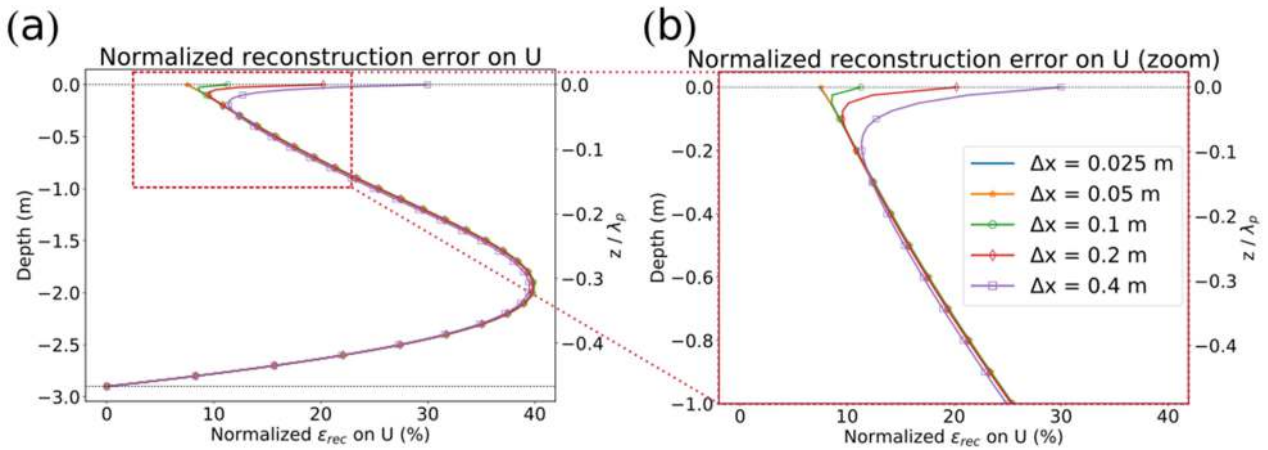 (a)
Normalized reconstruction error on U
0.0
−0.5
−1.0
−1.5
−2.0
−2.5
−3.0
Depth (m)
0.0
−0.1
−0.2
−0.3
−0.4
z / λp
0 10 20 30 40
Normalized εrec on U (%)
(b)
Normalized reconstruction error on U (zoom)
0.0
−0.2
−0.4
−0.6
−0.8
−1.0
Depth (m)
0.0
−0.1
−0.2
−0.3
−0.4
z / λp
Δx = 0.025 m
Δx = 0.05 m
Δx = 0.1 m
Δx = 0.2 m
Δx = 0.4 m
0 10 20 30 40
Normalized εrec on U (%)